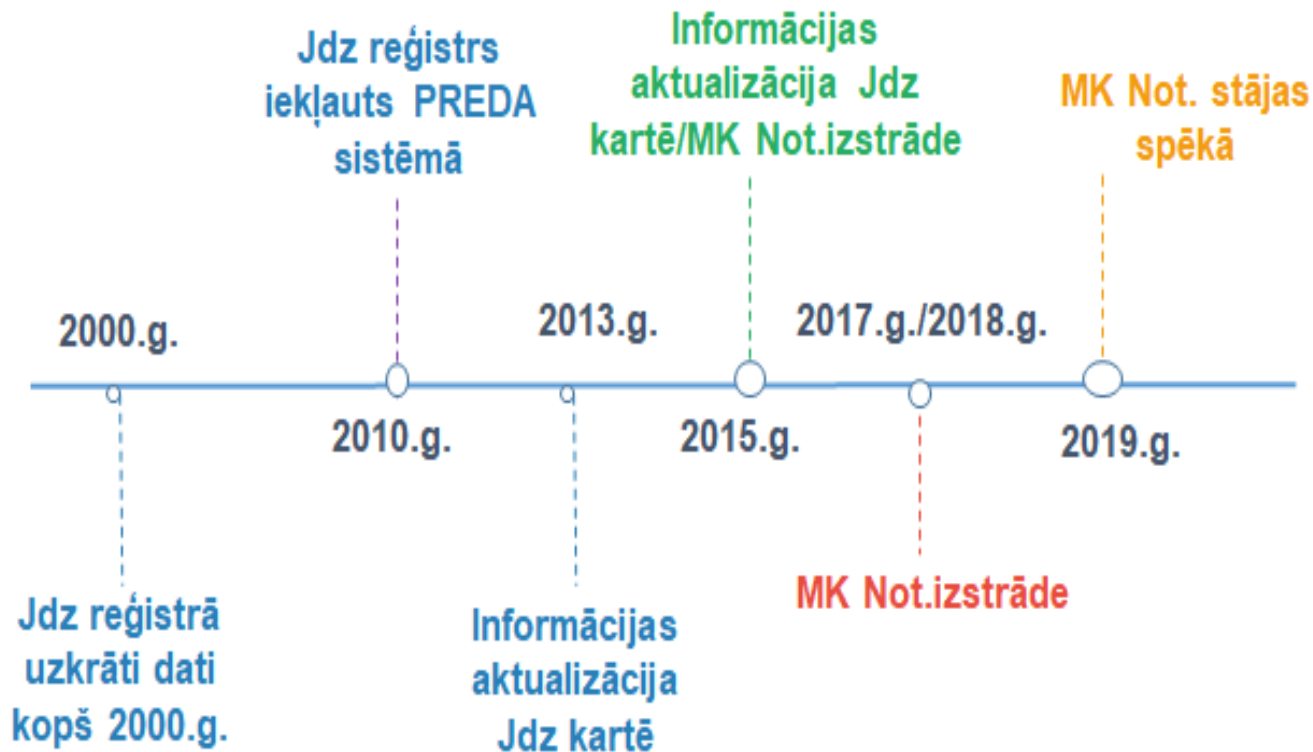 Jdz reģistrs
iekļauts PREDA
sistēmā
Informācijas
aktualizācija Jdz
kartē/MK Not.izstrāde
MK Not. stājas
spēkā
2000.g.
2013.g.
2017.g./2018.g.
2010.g.
2015.g.
2019.g.
Jdz reģistrā
uzkrāti dati
kopš 2000.g.
Informācijas
aktualizācija
Jdz kartē
MK Not.izstrāde